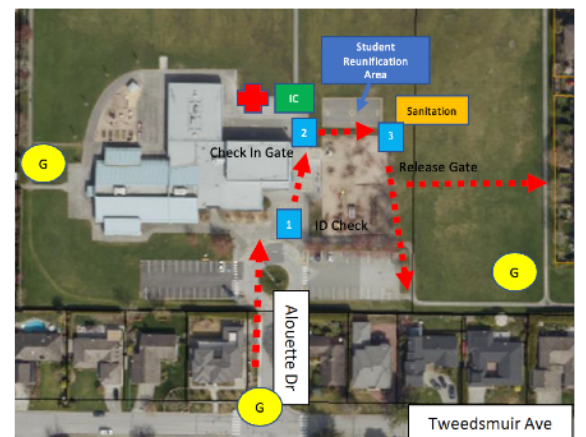 Student
Reunification
Area
IC
Sanitation
2
3
Check In Gate
G
Release Gate
1
ID Check
G
Alouette Dr
G
Tweedsmuir Ave